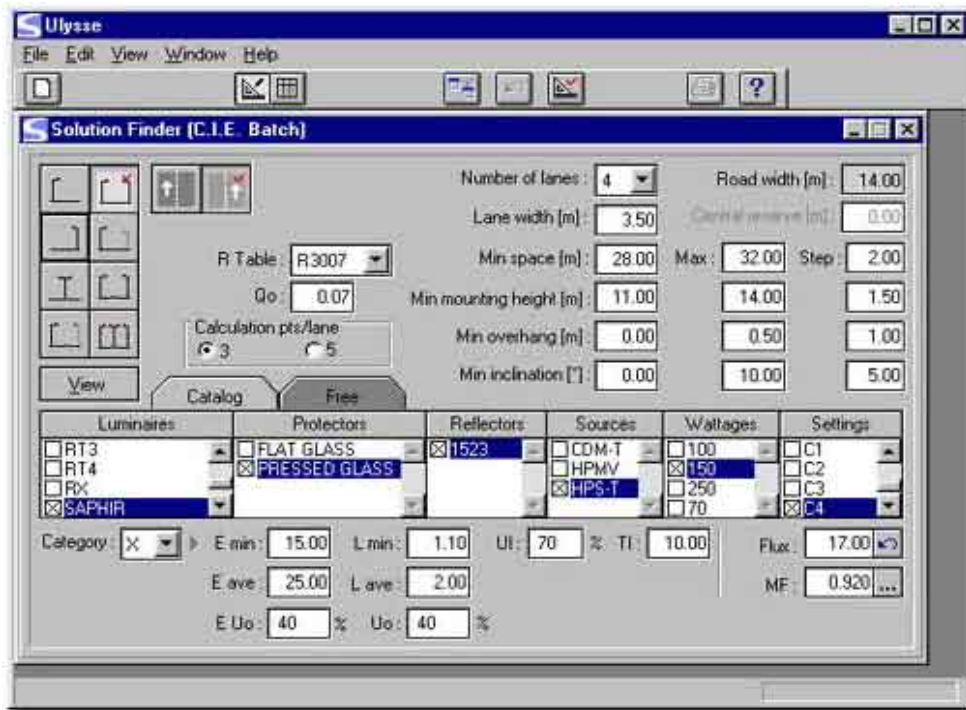 Ulysse
File Edit View Window Help
?
Solution Finder (C.I.E. Batch)
Number of lanes : 4 Road width [m] : 14.00
Lane width [m] : 3.50 Central reserve [m] : 0.00
R Table : R3007 Min space [m] : 28.00 Max : 32.00 Step : 2.00
Qo : 0.07 Min mounting height [m] : 11.00 14.00 1.50
Calculation pts/lane
3 5
Min overhang [m] : 0.00 0.50 1.00
Min inclination [°] : 0.00 10.00 5.00
View Catalog Free
Luminaires Protectors Reflectors Sources Wattages Settings
RT3 FLAT GLASS 1523 CDM-T 100 C1
RT4 PRESSED GLASS HPMV 150 C2
RX HPS-T 250 C3
SAPHIR 70 C4
Category : X E min : 15.00 L min : 1.10 UI : 70 % TI : 10.00 Flux : 17.00
E ave : 25.00 L ave : 2.00 MF : 0.920 ...
E Uo : 40 % Uo : 40 %